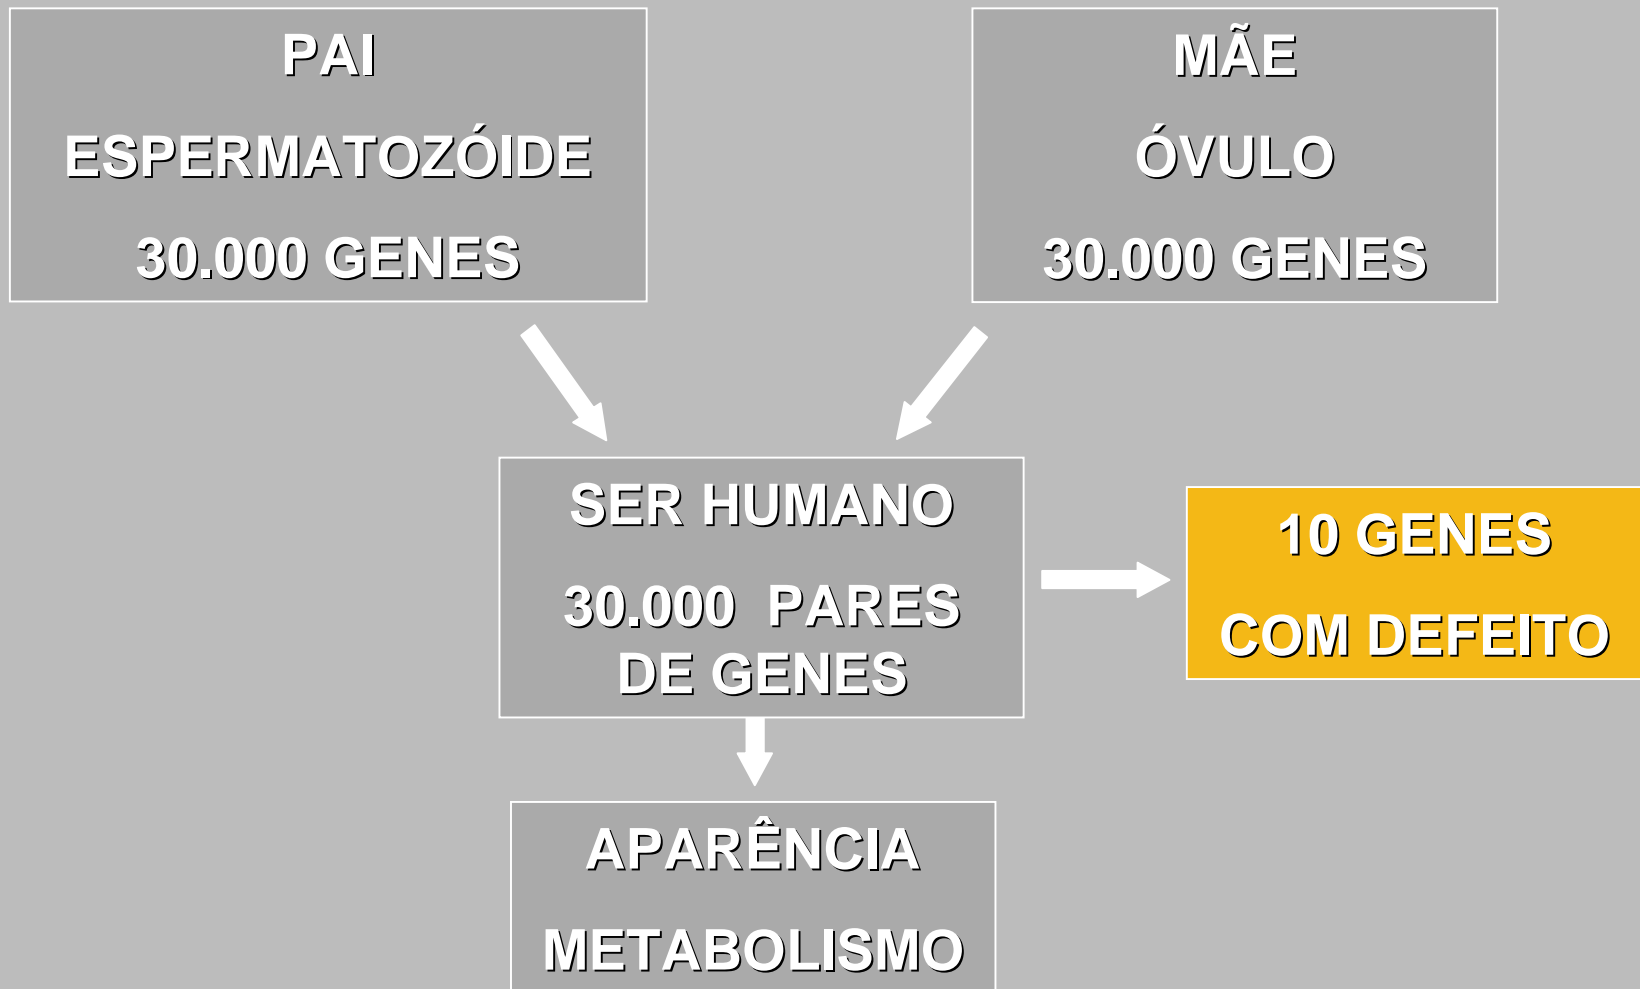 PAI
ESPERMATOZÓIDE
30.000 GENES
MÃE
ÓVULO
30.000 GENES
SER HUMANO
30.000 PARES
DE GENES
10 GENES
COM DEFEITO
APARÊNCIA
METABOLISMO